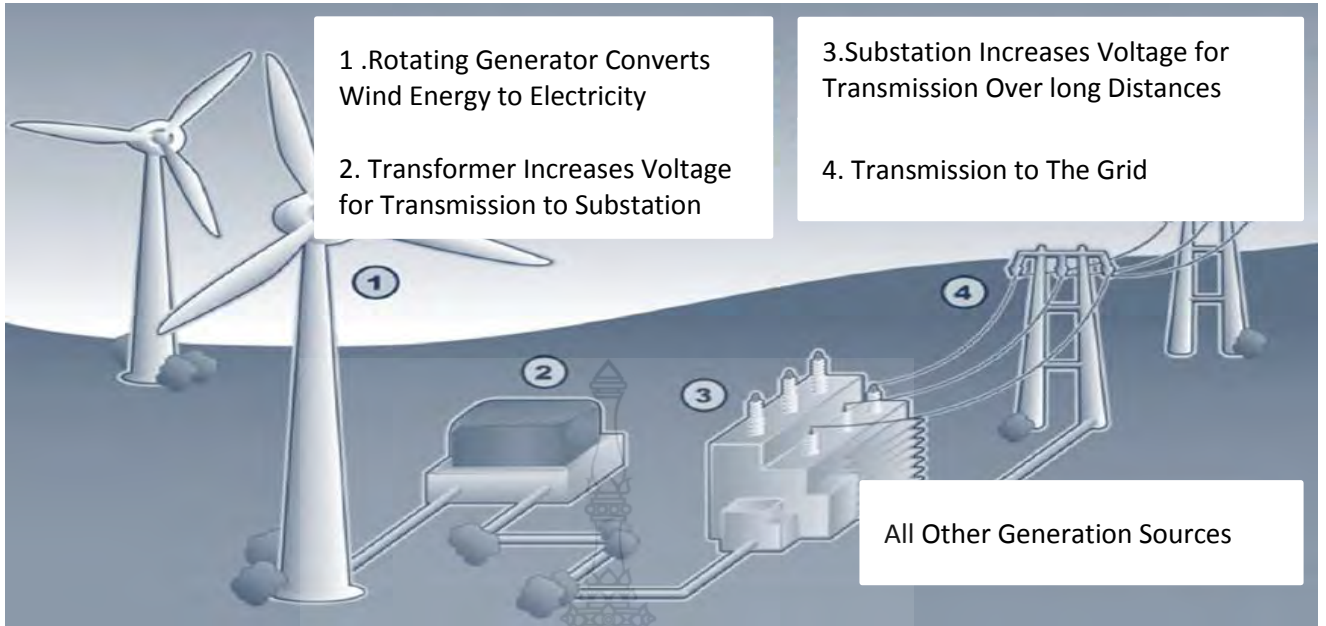 1 .Rotating Generator Converts
Wind Energy to Electricity
2. Transformer Increases Voltage
for Transmission to Substation
3.Substation Increases Voltage for
Transmission Over long Distances
4. Transmission to The Grid
1
4
2
3
All Other Generation Sources